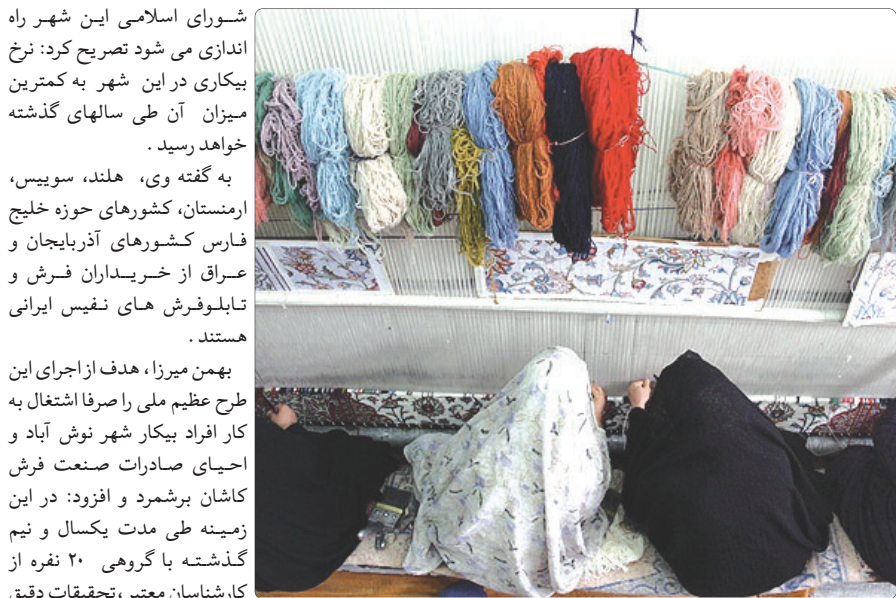 شورای اسلامی این شهر راه
اندازی می شود تصریح کرد: نرخ
بیکاری در این شهر به کمترین
میزان آن طی سالهای گذشته
خواهد رسید .
به گفته وی، هلند، سوییس،
ارمنستان، کشورهای حوزه خلیج
فارس کشورهای آذربایجان و
عراق از خریداران فرش و
تابلوفرش های نفیس ایرانی
هستند .
بهمن میرزا ، هدف از اجرای این
طرح عظیم ملی را صرفا اشتغال به
کار افراد بیکار شهر نوش آباد و
احیای صادرات صنعت فرش
کاشان برشمرد و افزود: در این
زمینه طی مدت یکسال و نیم
گذشته با گروهی ۲۰ نفره از
کارشناسان معتبر ، تحقیقات دقیق